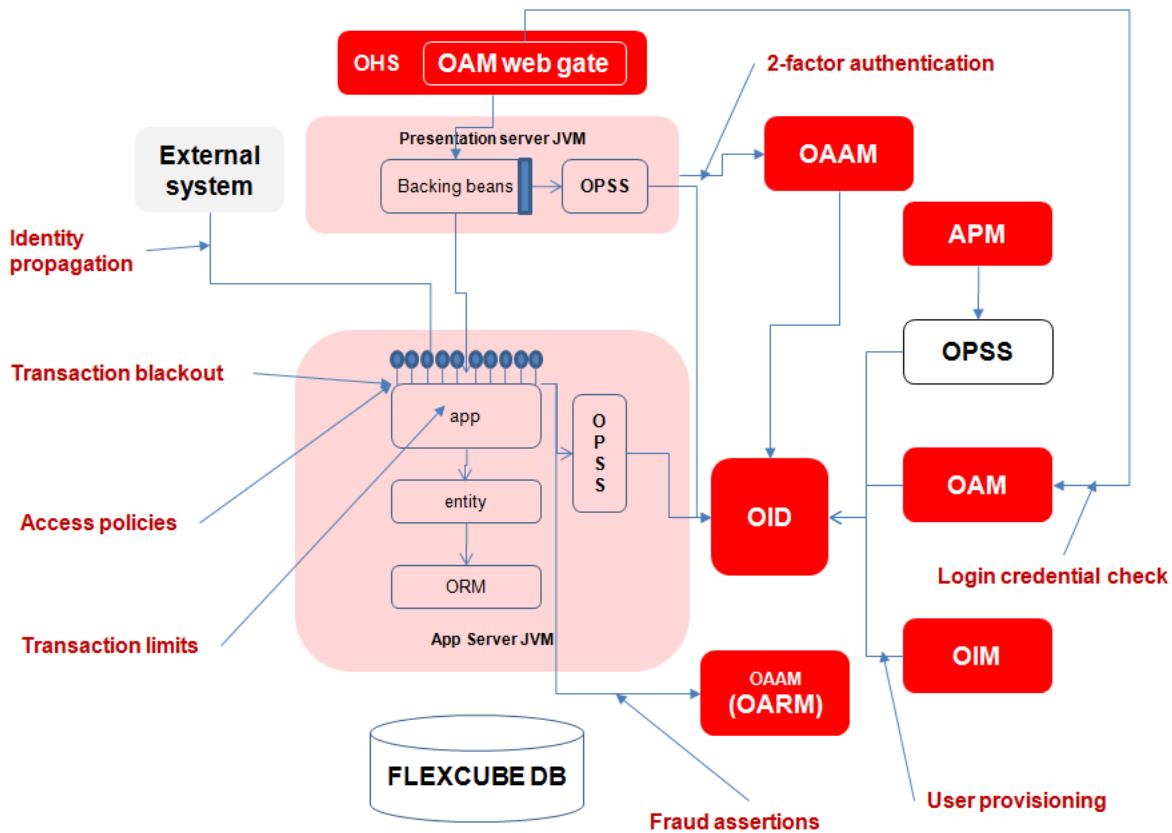 OHS
OAM web gate
2-factor authentication
Presentation server JVM
External
system
Backing beans
OPSS
OAAM
APM
Identity
propagation
OPSS
Transaction blackout
app
O
P
S
S
OAM
entity
OID
Access policies
Login credential check
ORM
Transaction limits
App Server JVM
OIM
OAAM
(OARM)
FLEXCUBE DB
User provisioning
Fraud assertions